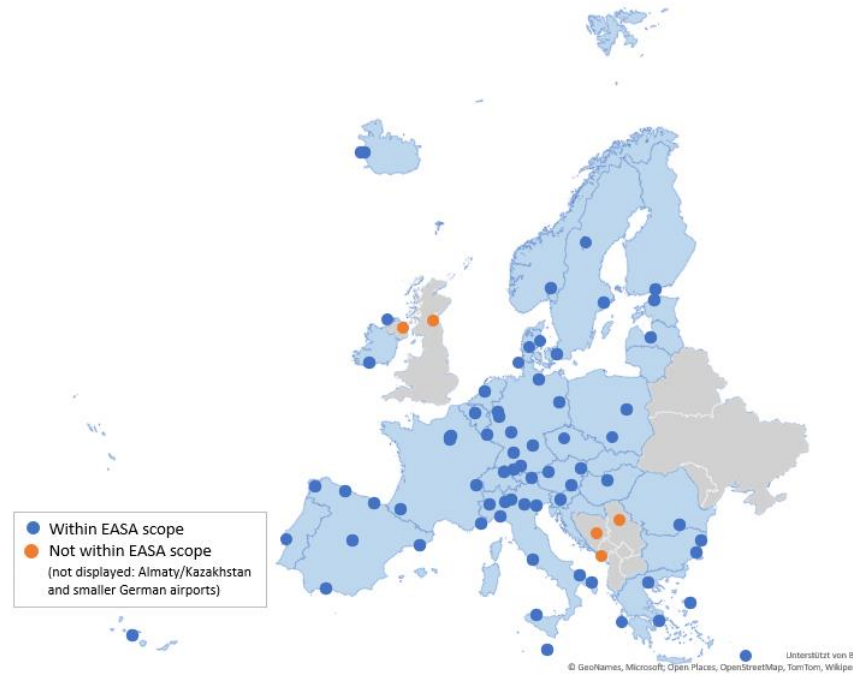 Within EASA scope
Not within EASA scope
(not displayed: Almaty/Kazakhstan
and smaller German airports)
Unterstützt von B
© GeoNames, Microsoft, Open Places, OpenStreetMap, TomTom, Wikipe